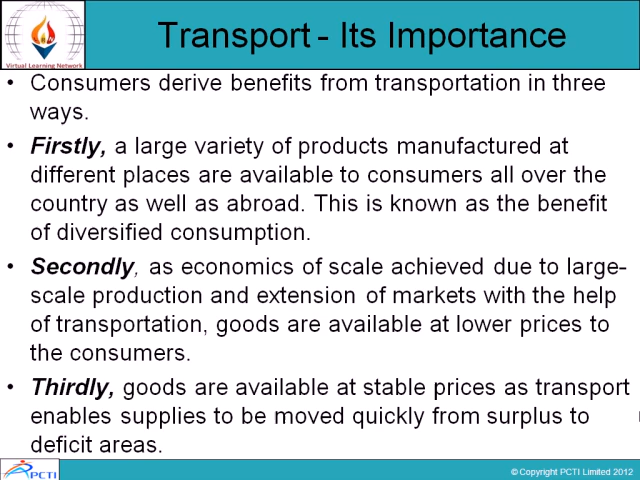 Transport - Its Importance
Virtual Learning Network
• Consumers derive benefits from transportation in three
ways.
• Firstly, a large variety of products manufactured at
different places are available to consumers all over the
country as well as abroad. This is known as the benefit
of diversified consumption.
• Secondly, as economics of scale achieved due to large-
scale production and extension of markets with the help
of transportation, goods are available at lower prices to
the consumers.
• Thirdly, goods are available at stable prices as transport
enables supplies to be moved quickly from surplus to
deficit areas.
PCTI
© Copyright PCTI Limited 2012